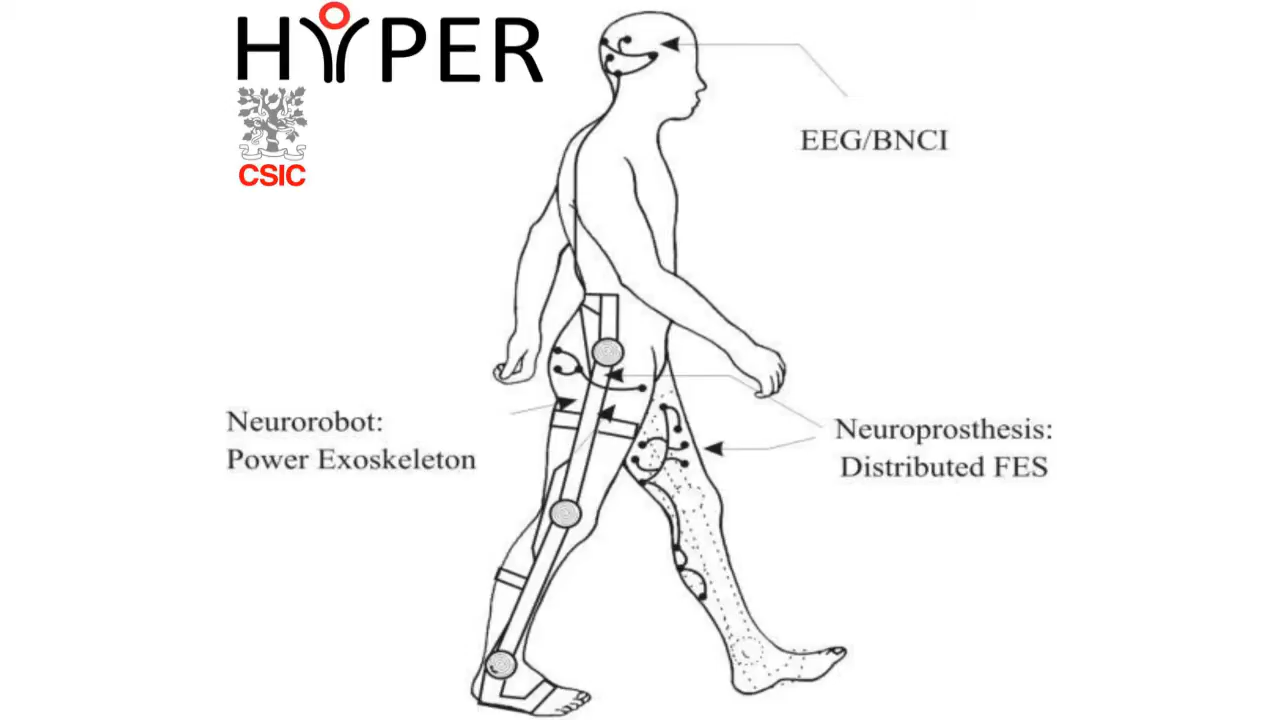 HYPER
CSIC
EEG/BNCI
Neurorobot:
Power Exoskeleton
Neuroprosthesis:
Distributed FES